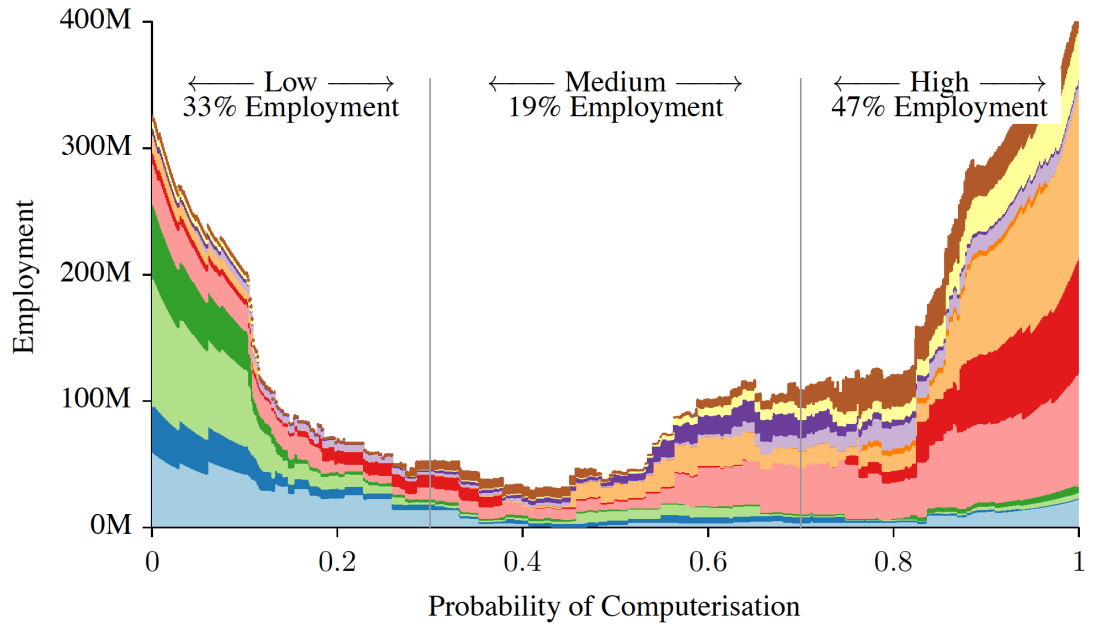 400M
300M
200M
100M
0M
Employment
←—— Low ——→
33% Employment
←—— Medium ——→
19% Employment
←—— High ——→
47% Employment
0
0.2
0.4
0.6
0.8
1
Probability of Computerisation